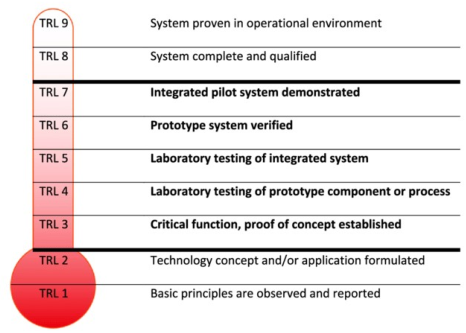 TRL 9 System proven in operational environment
TRL 8 System complete and qualified
TRL 7 Integrated pilot system demonstrated
TRL 6 Prototype system verified
TRL 5 Laboratory testing of integrated system
TRL 4 Laboratory testing of prototype component or process
TRL 3 Critical function, proof of concept established
TRL 2 Technology concept and/or application formulated
TRL 1 Basic principles are observed and reported